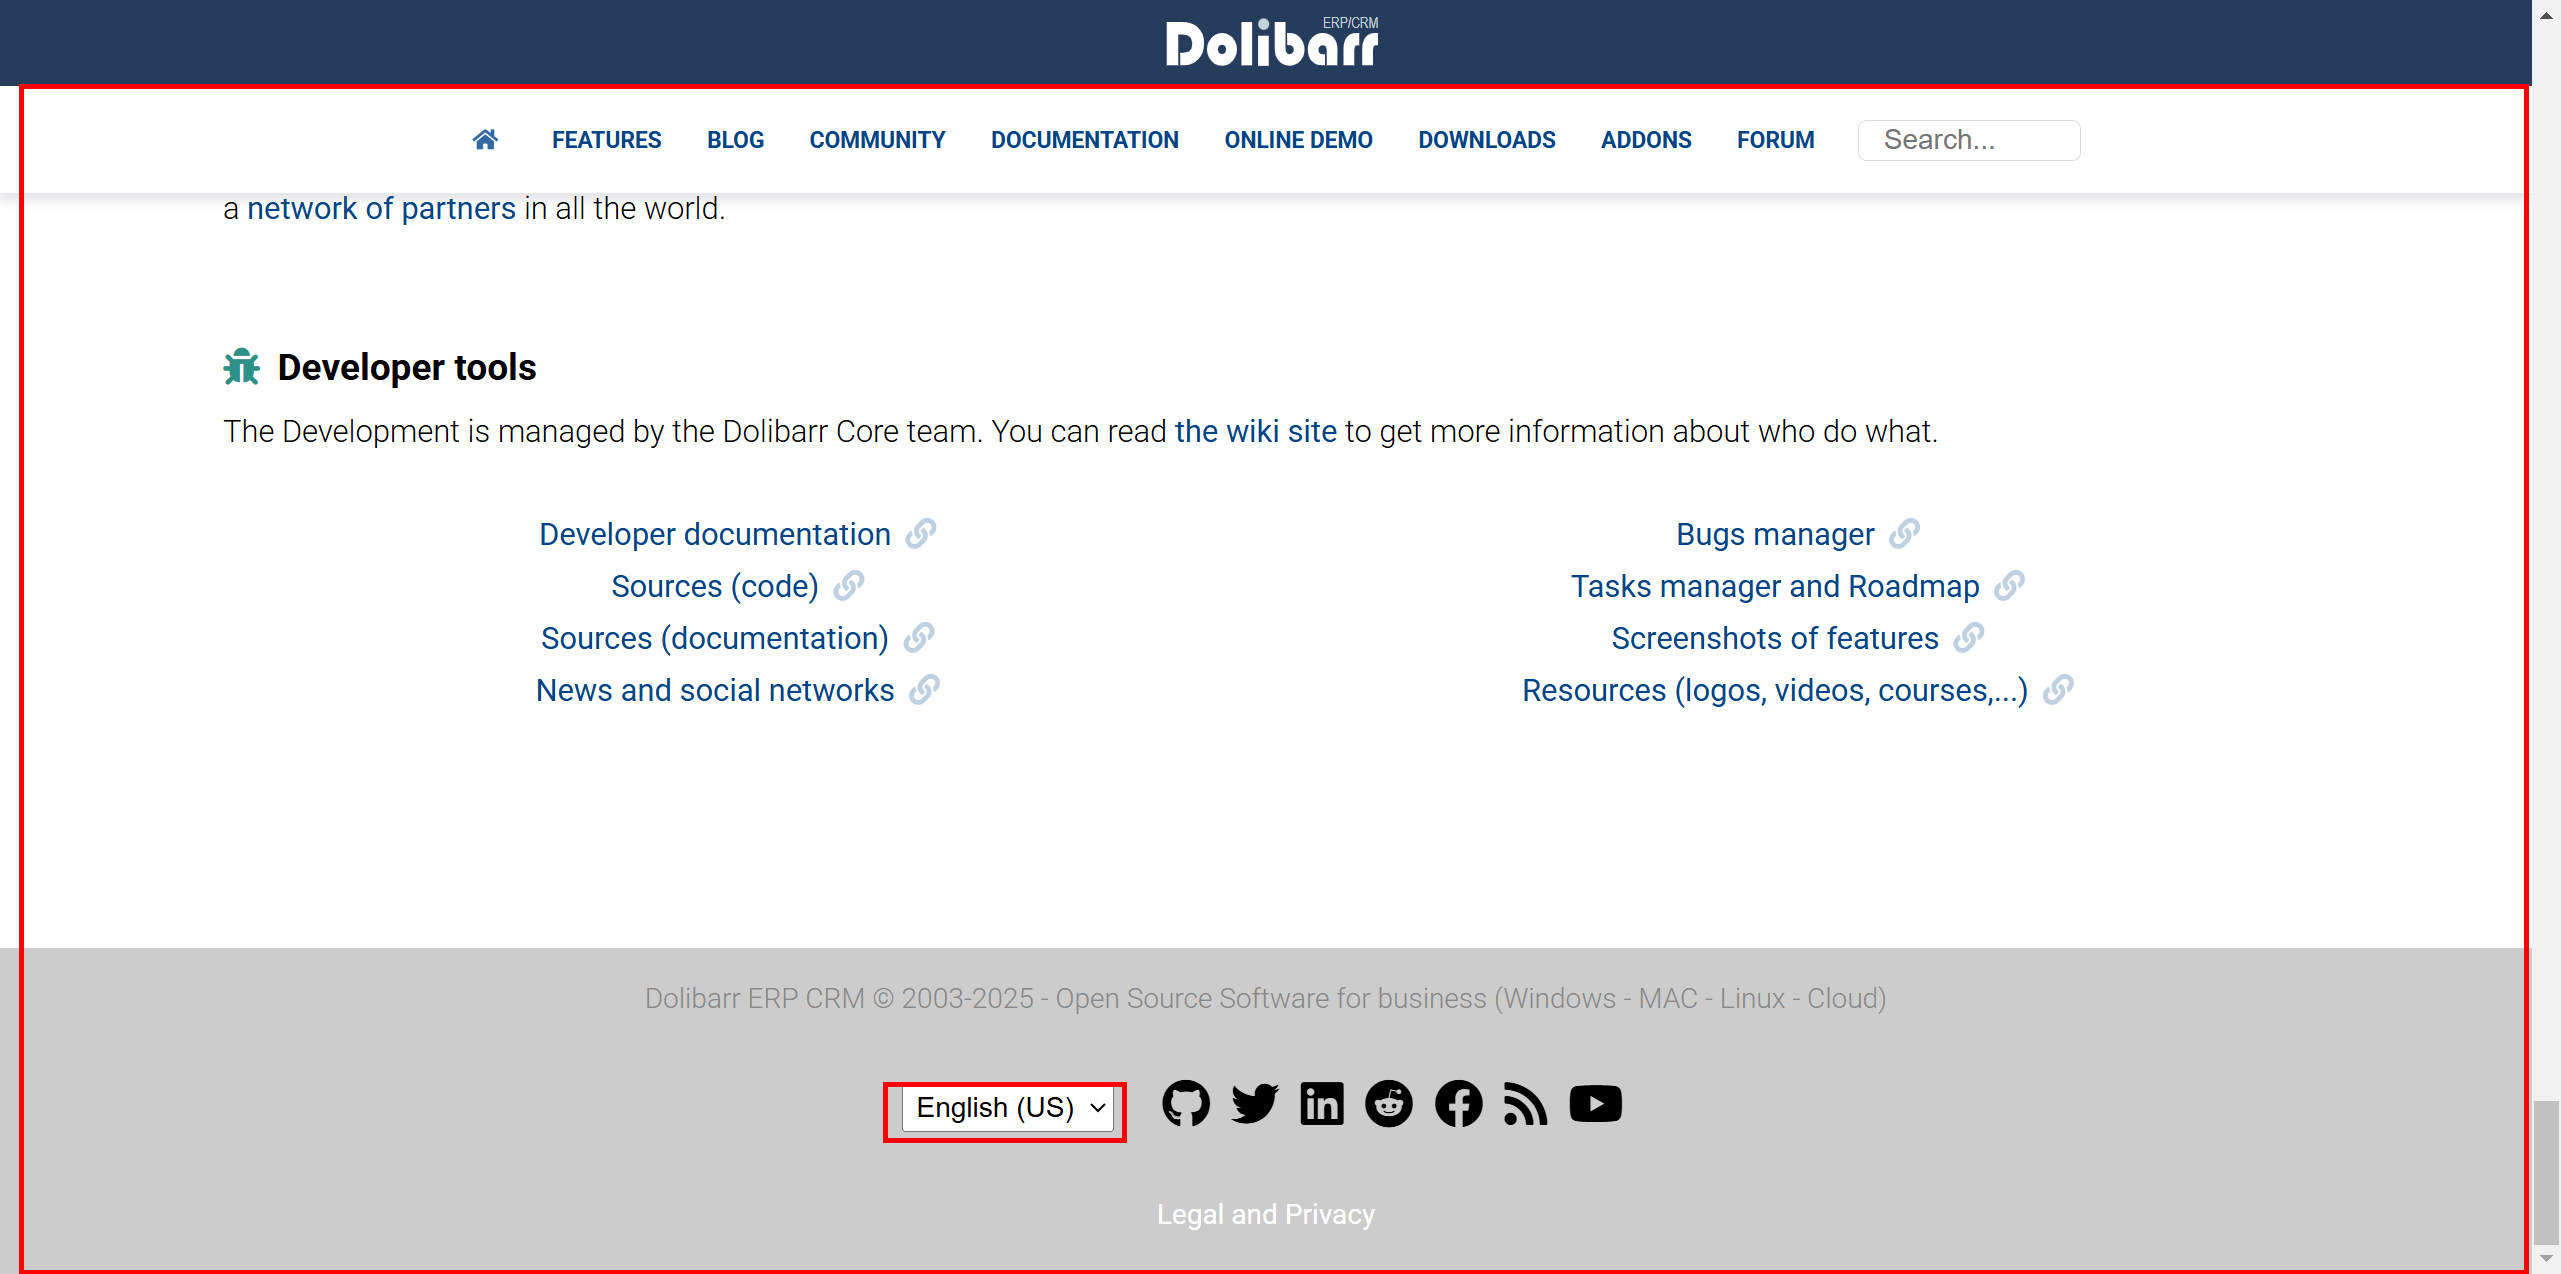 ERP/CRM
Dolibarr
FEATURES BLOG COMMUNITY DOCUMENTATION ONLINE DEMO DOWNLOADS ADDONS FORUM Search...
a network of partners in all the world.
Developer tools
The Development is managed by the Dolibarr Core team. You can read the wiki site to get more information about who do what.
Developer documentation
Sources (code)
Sources (documentation)
News and social networks
Bugs manager
Tasks manager and Roadmap
Screenshots of features
Resources (logos, videos, courses,...)
Dolibarr ERP CRM © 2003-2025 - Open Source Software for business (Windows - MAC - Linux - Cloud)
English (US)
Legal and Privacy